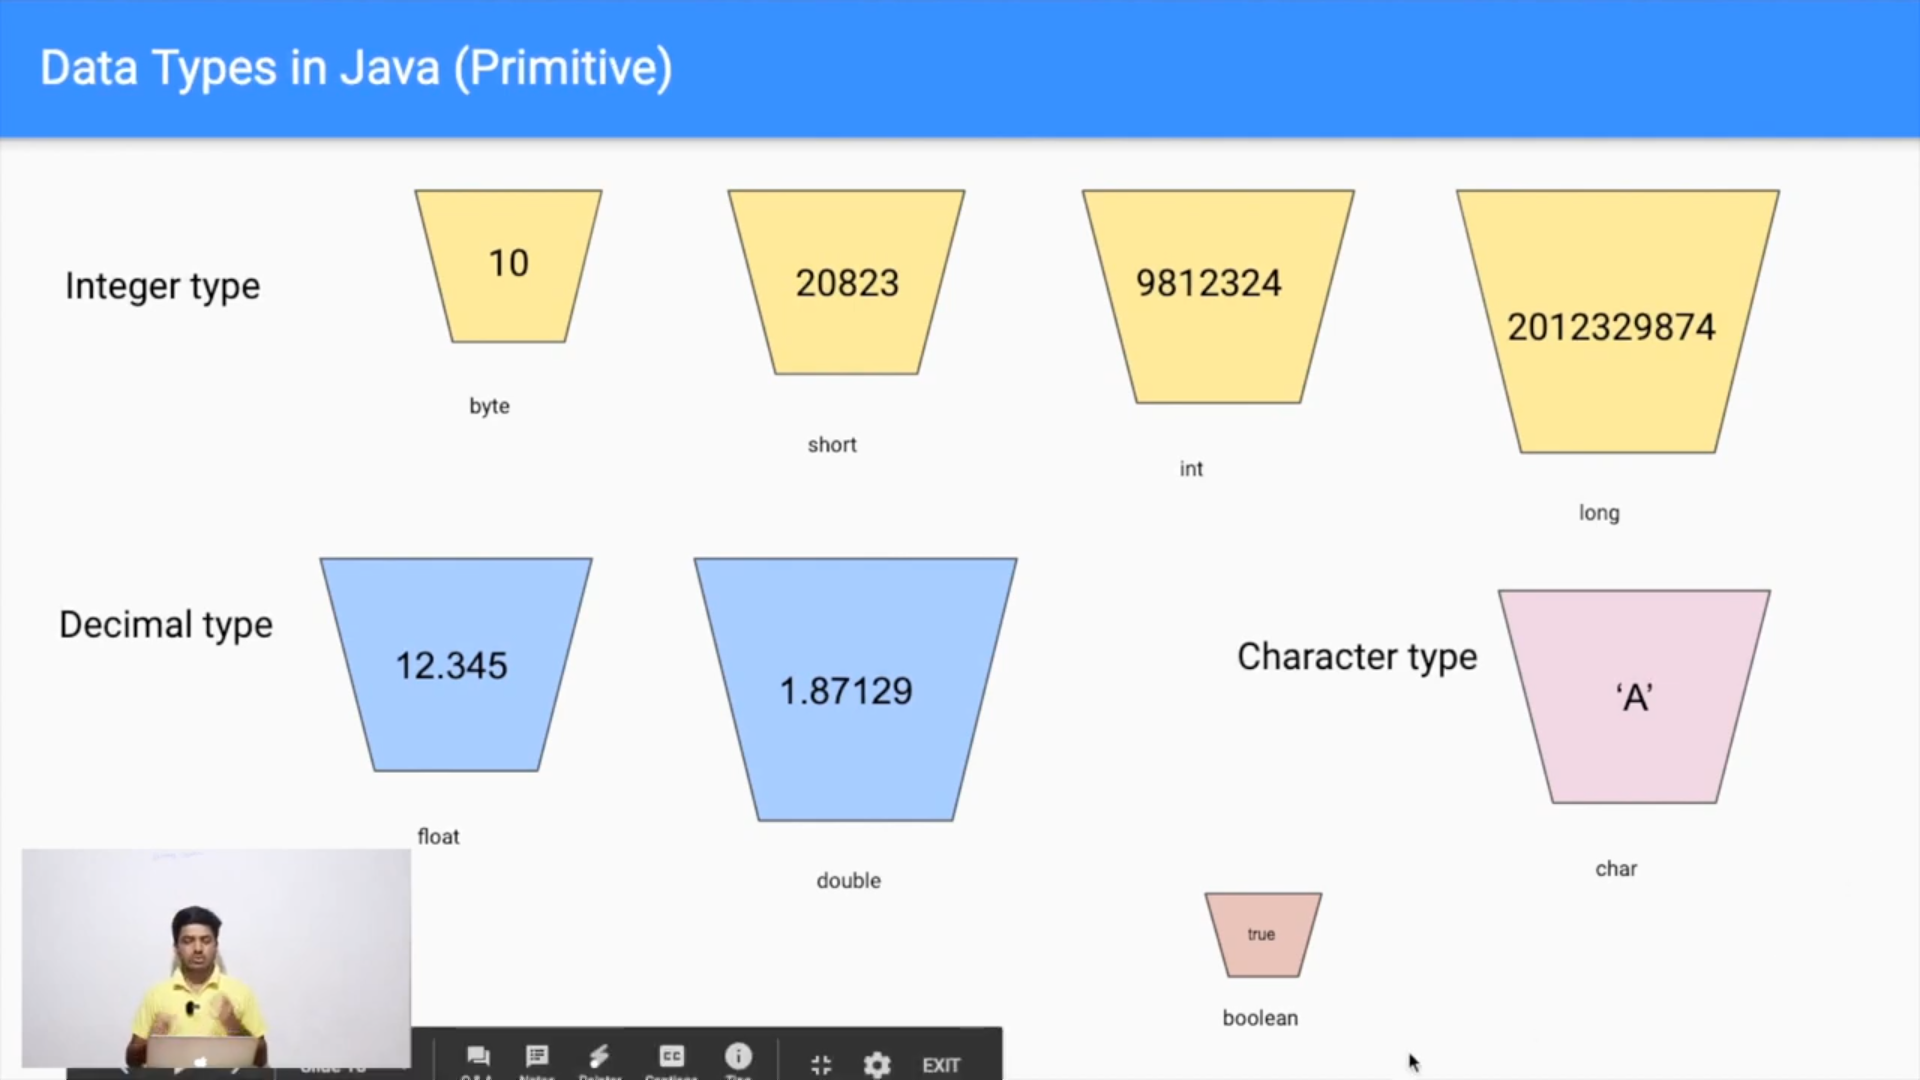 Data Types in Java (Primitive)
Integer type
10
20823
9812324
2012329874
byte
short
int
long
Decimal type
12.345
1.87129
Character type
‘A’
float
double
char
true
boolean
CC
EXIT